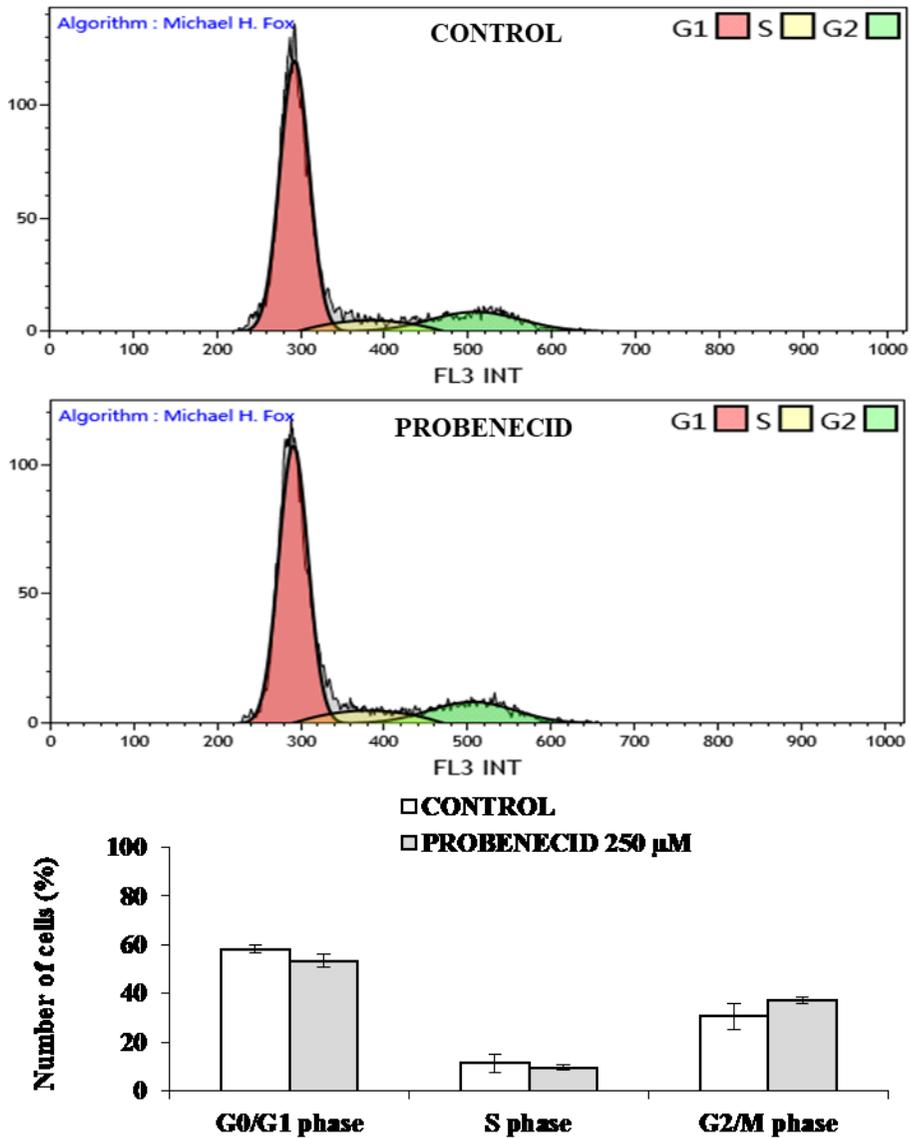 Algorithm : Michael H. Fox
CONTROL
G1 S G2
100
50
0
0 100 200 300 400 500 600 700 800 900 1000
FL3 INT
Algorithm : Michael H. Fox
PROBENECID
G1 S G2
100
50
0
0 100 200 300 400 500 600 700 800 900 1000
FL3 INT
CONTROL
PROBENECID 250 µM
Number of cells (%)
100
80
60
40
20
0
G0/G1 phase S phase G2/M phase